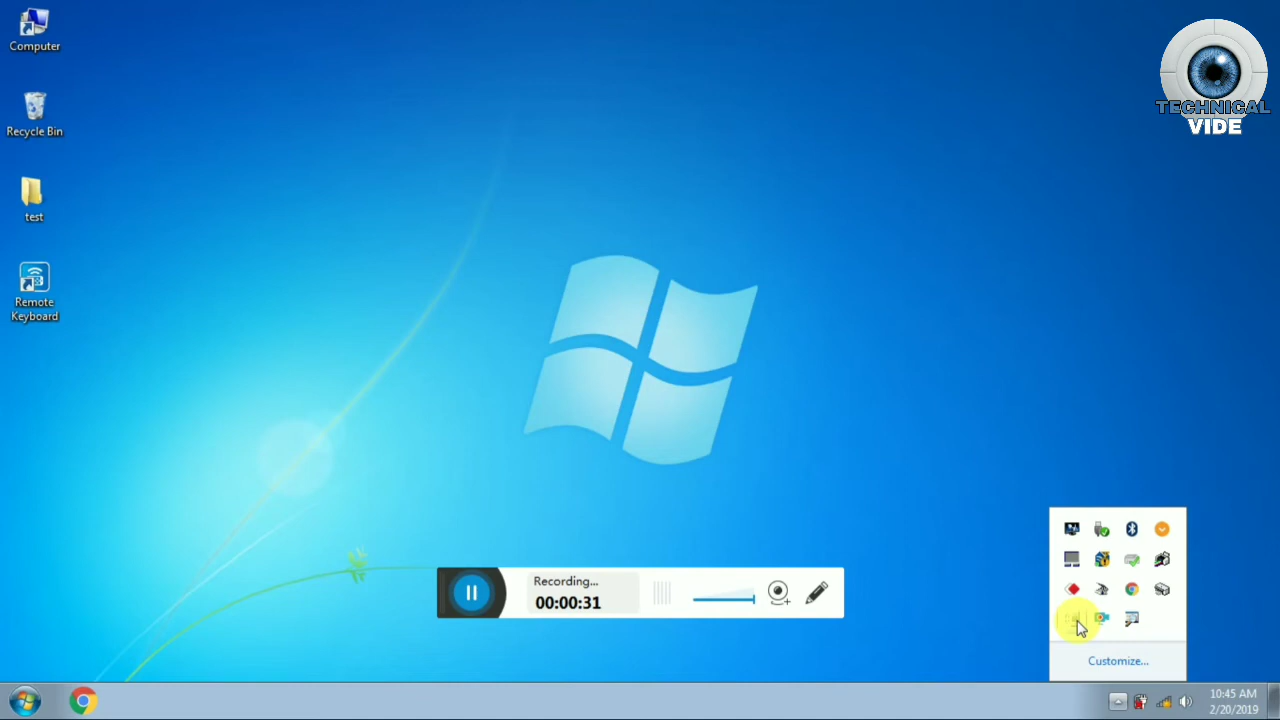 Computer
Recycle Bin
test
Remote
Keyboard
TECHNICAL
VIDE
Recording...
00:00:31
Customize...
10:45 AM
2/20/2019